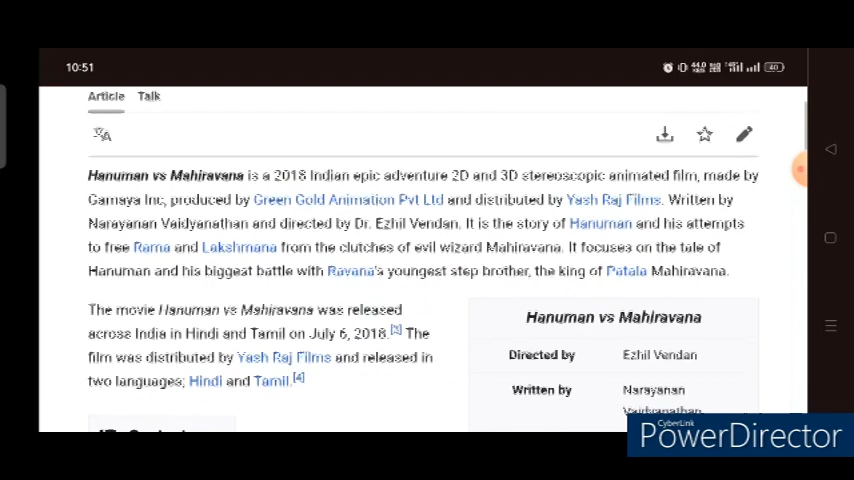 10:51
40
Article Talk
Hanuman vs Mahiravana is a 2018 Indian epic adventure 2D and 3D stereoscopic animated film, made by
Gamaya Inc, produced by Green Gold Animation Pvt Ltd and distributed by Yash Raj Films. Written by
Narayanan Vaidyanathan and directed by Dr. Ezhil Vendan. It is the story of Hanuman and his attempts
to free Rama and Lakshmana from the clutches of evil wizard Mahiravana. It focuses on the tale of
Hanuman and his biggest battle with Ravana's youngest step brother, the king of Patala Mahiravana.
The movie Hanuman vs Mahiravana was released
across India in Hindi and Tamil on July 6, 2018.[3] The
film was distributed by Yash Raj Films and released in
two languages; Hindi and Tamil.[4]
Hanuman vs Mahiravana
Directed by Ezhil Vendan
Written by Narayanan
Vaidyanathan
CyberLink
PowerDirector